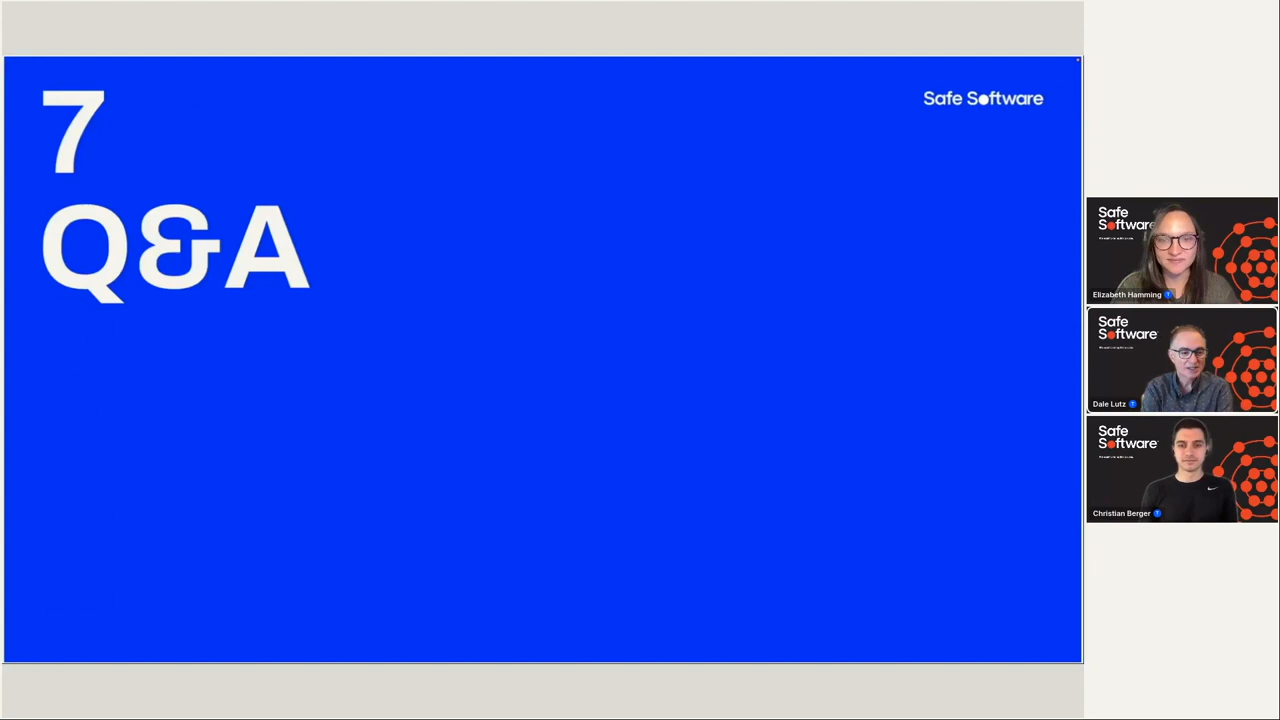 7
Q&A
Safe Software
Safe
Software
Elizabeth Hamming
Safe
Software
Dale Lutz
Safe
Software
Christian Berger